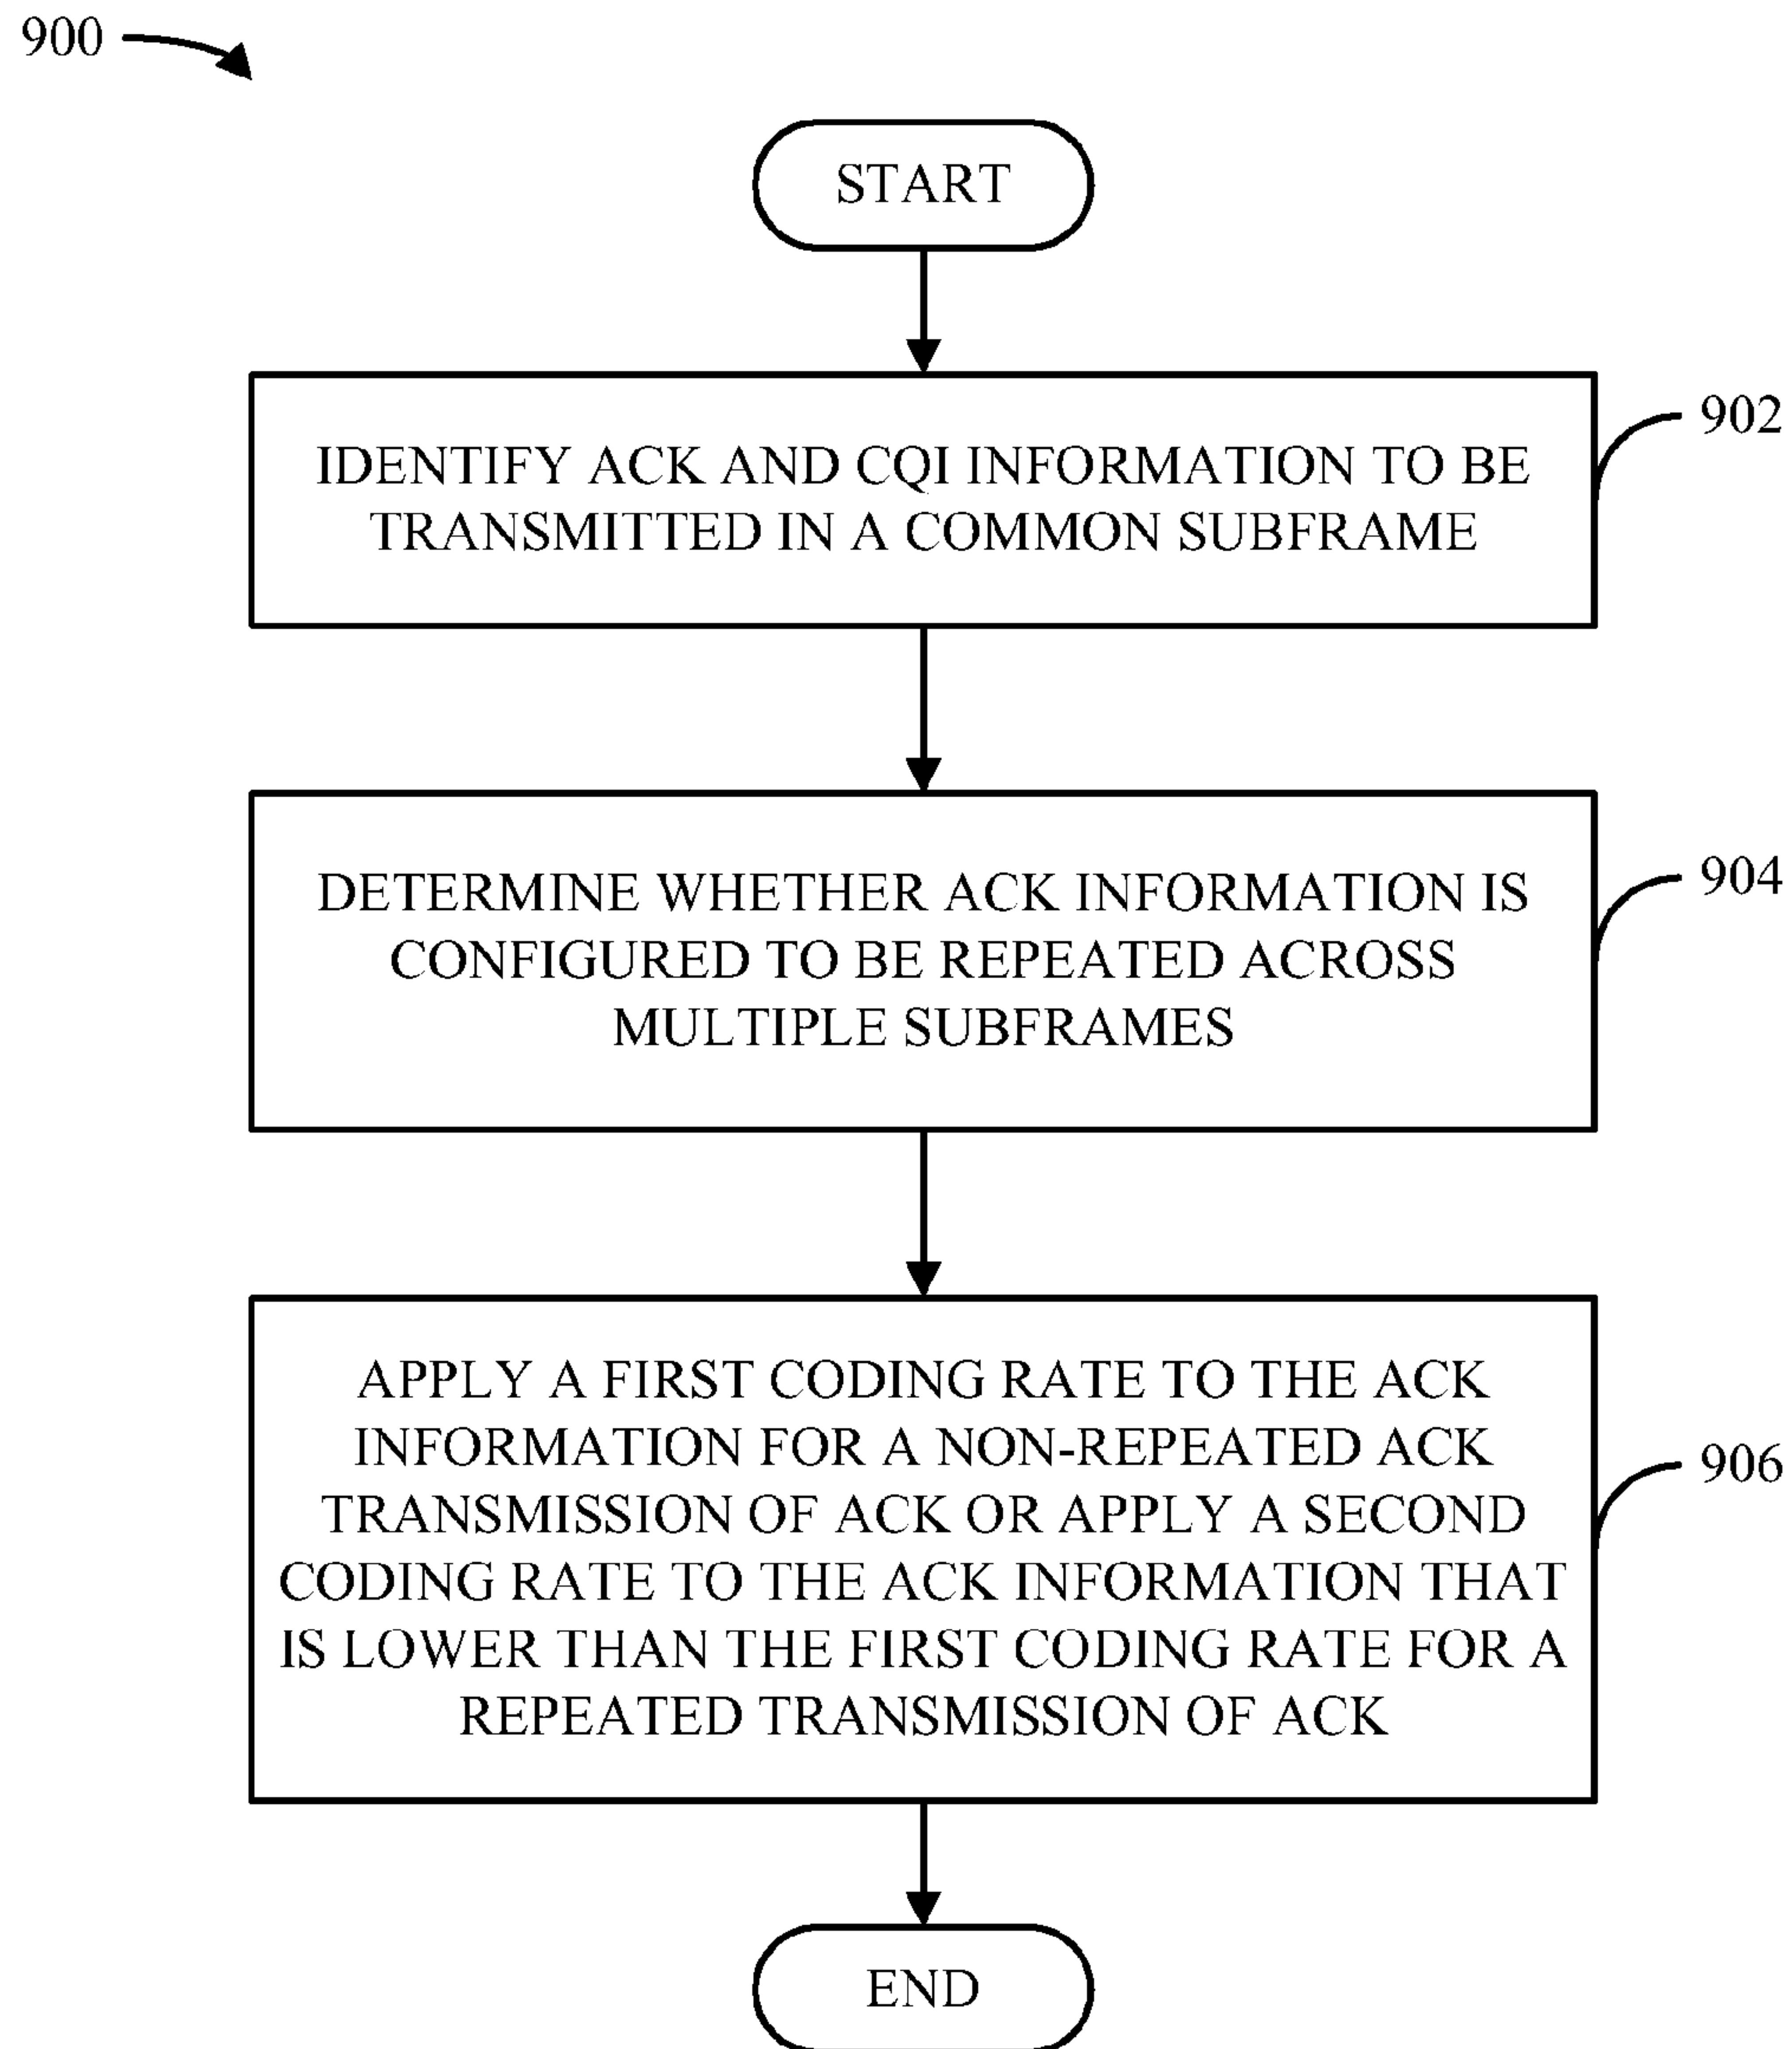 900
START
IDENTIFY ACK AND CQI INFORMATION TO BE
TRANSMITTED IN A COMMON SUBFRAME
902
DETERMINE WHETHER ACK INFORMATION IS
CONFIGURED TO BE REPEATED ACROSS
MULTIPLE SUBFRAMES
904
APPLY A FIRST CODING RATE TO THE ACK
INFORMATION FOR A NON-REPEATED ACK
TRANSMISSION OF ACK OR APPLY A SECOND
CODING RATE TO THE ACK INFORMATION THAT
IS LOWER THAN THE FIRST CODING RATE FOR A
REPEATED TRANSMISSION OF ACK
906
END